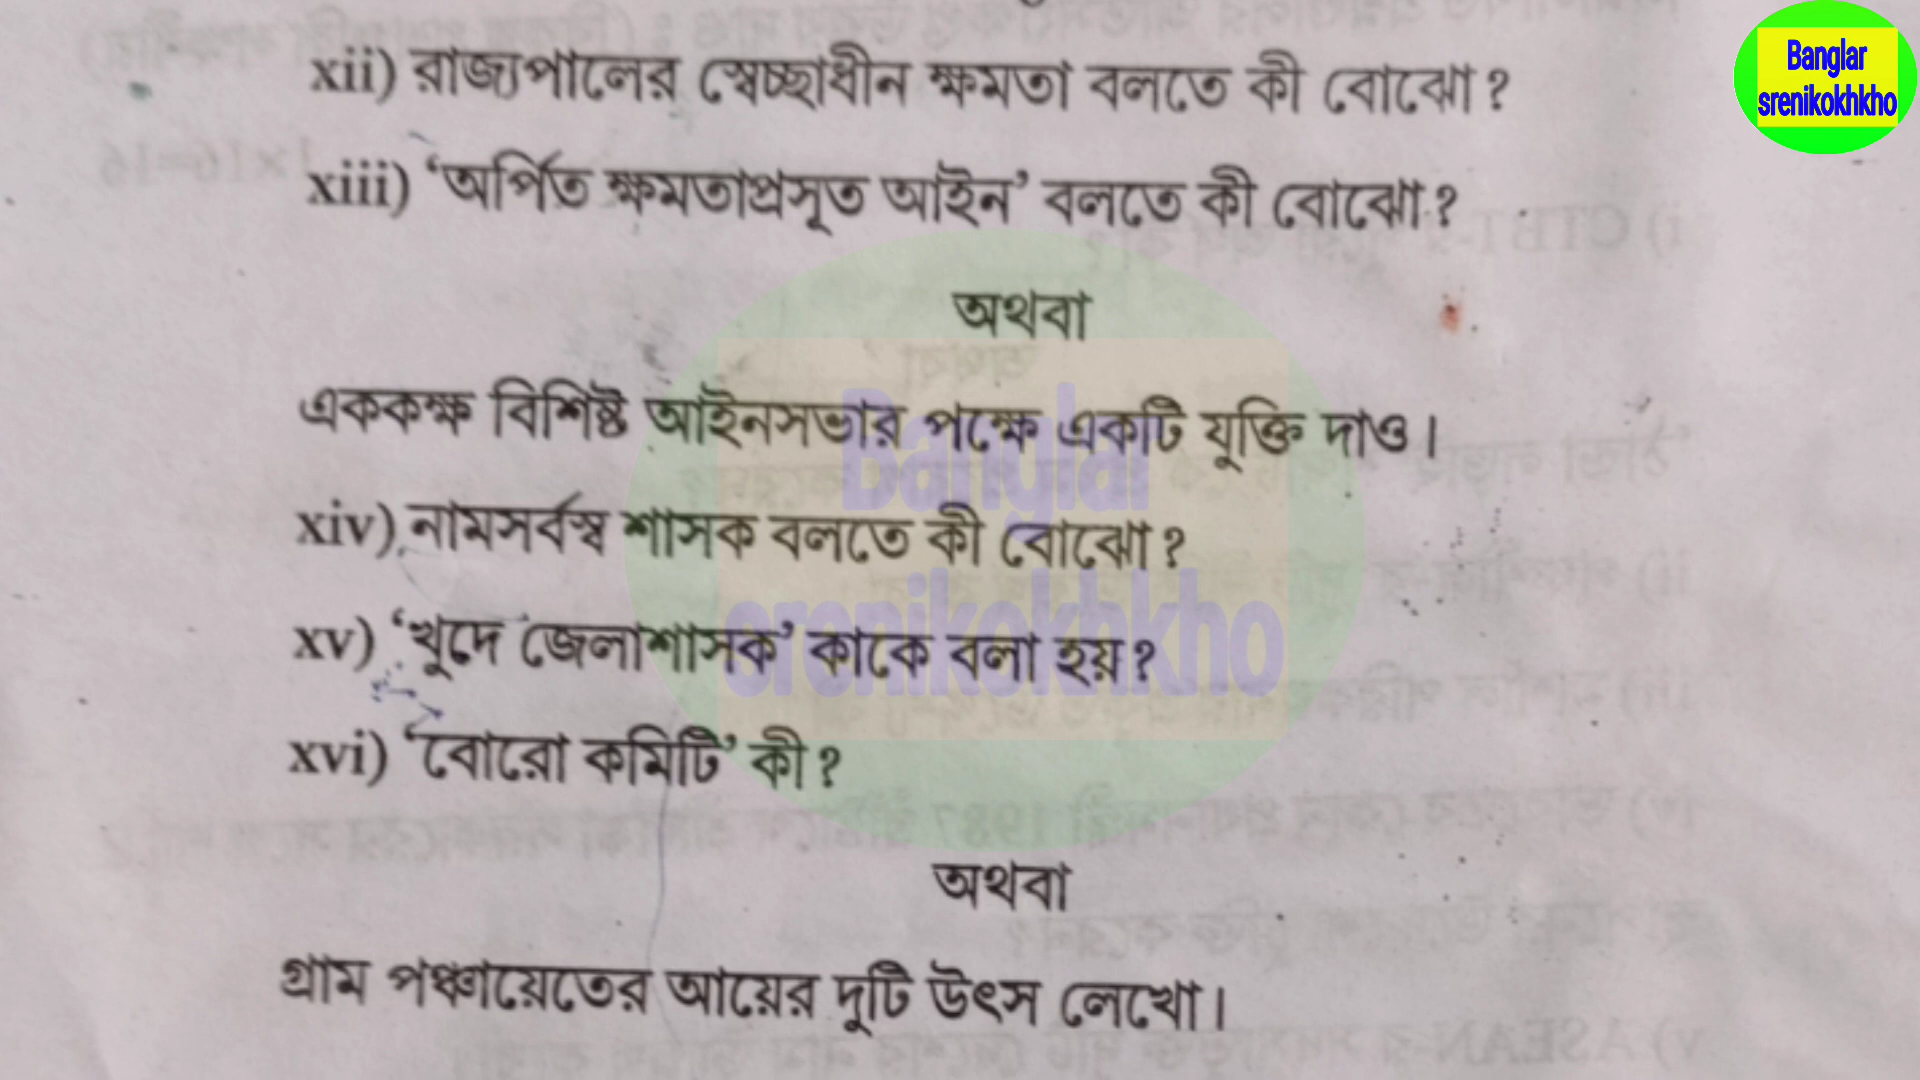 Banglar
srenikokhkho
xii) রাজ্যপালের স্বেচ্ছাধীন ক্ষমতা বলতে কী বোঝো?
xiii) ‘অর্পিত ক্ষমতাপ্রসূত আইন’ বলতে কী বোঝো?
অথবা
এককক্ষ বিশিষ্ট আইনসভার পক্ষে একটি যুক্তি দাও।
Banglar
xiv) নামসর্বস্ব শাসক বলতে কী বোঝো?
srenikokhkho
xv) ‘খুদে জেলাশাসক’ কাকে বলা হয়?
xvi) ‘বোরো কমিটি’ কী?
অথবা
গ্রাম পঞ্চায়েতের আয়ের দুটি উৎস লেখো।